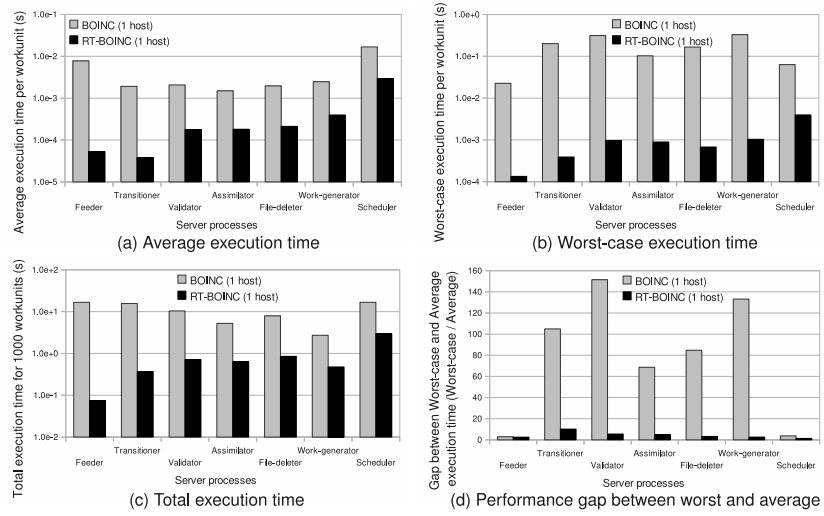 Average execution time per workunit (s)
1.0e-1
1.0e-2
1.0e-3
1.0e-4
1.0e-5
BOINC (1 host)
RT-BOINC (1 host)
Feeder
Transitioner
Validator
Assimilator
File-deleter
Work-generator
Scheduler
Server processes
(a) Average execution time
Worst-case execution time per workunit (s)
1.0e+0
1.0e-1
1.0e-2
1.0e-3
1.0e-4
BOINC (1 host)
RT-BOINC (1 host)
Feeder
Transitioner
Validator
Assimilator
File-deleter
Work-generator
Scheduler
Server processes
(b) Worst-case execution time
Total execution time for 1000 workunits (s)
1.0e+2
1.0e+1
1.0e+0
1.0e-1
1.0e-2
BOINC (1 host)
RT-BOINC (1 host)
Feeder
Transitioner
Validator
Assimilator
File-deleter
Work-generator
Scheduler
Server processes
(c) Total execution time
Gap between Worst-case and Average
execution time (Worst-case / Average)
160
140
120
100
80
60
40
20
0
BOINC (1 host)
RT-BOINC (1 host)
Feeder
Transitioner
Validator
Assimilator
File-deleter
Work-generator
Scheduler
Server processes
(d) Performance gap between worst and average